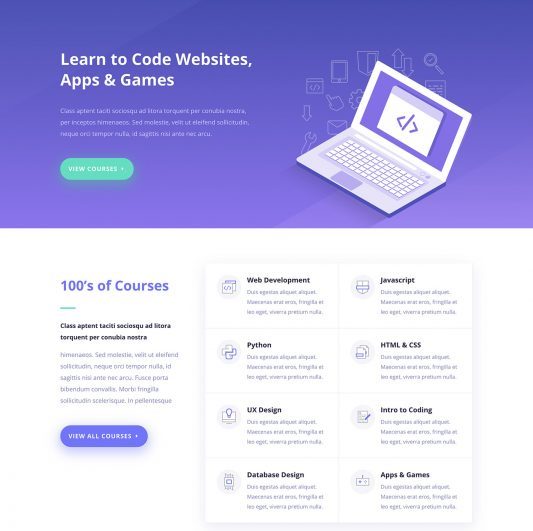 Learn to Code Websites,
Apps & Games
Class aptent taciti sociosqu ad litora torquent per conubia nostra,
per inceptos himenaeos. Sed molestie, velit ut eleifend sollicitudin,
neque orci tempor nulla, id sagittis nisi ante nec arcu.
VIEW COURSES
</>
100's of Courses
Class aptent taciti sociosqu ad litora
torquent per conubia nostra
himenaeos. Sed molestie, velit ut eleifend
sollicitudin, neque orci tempor nulla, id
sagittis nisi ante nec arcu. Fusce porta
bibendum convallis. Morbi fringilla
sollicitudin scelerisque. In pellentesque
VIEW ALL COURSES
Web Development
Duis egestas aliquet aliquet.
Maecenas erat eros, fringilla et
leo eget, viverra pretium nulla.
Javascript
Duis egestas aliquet aliquet.
Maecenas erat eros, fringilla et
leo eget, viverra pretium nulla.
Python
Duis egestas aliquet aliquet.
Maecenas erat eros, fringilla et
leo eget, viverra pretium nulla.
HTML & CSS
Duis egestas aliquet aliquet.
Maecenas erat eros, fringilla et
leo eget, viverra pretium nulla.
UX Design
Duis egestas aliquet aliquet.
Maecenas erat eros, fringilla et
leo eget, viverra pretium nulla.
Intro to Coding
Duis egestas aliquet aliquet.
Maecenas erat eros, fringilla et
leo eget, viverra pretium nulla.
Database Design
Duis egestas aliquet aliquet.
Maecenas erat eros, fringilla et
leo eget, viverra pretium nulla.
Apps & Games
Duis egestas aliquet aliquet.
Maecenas erat eros, fringilla et
leo eget, viverra pretium nulla.